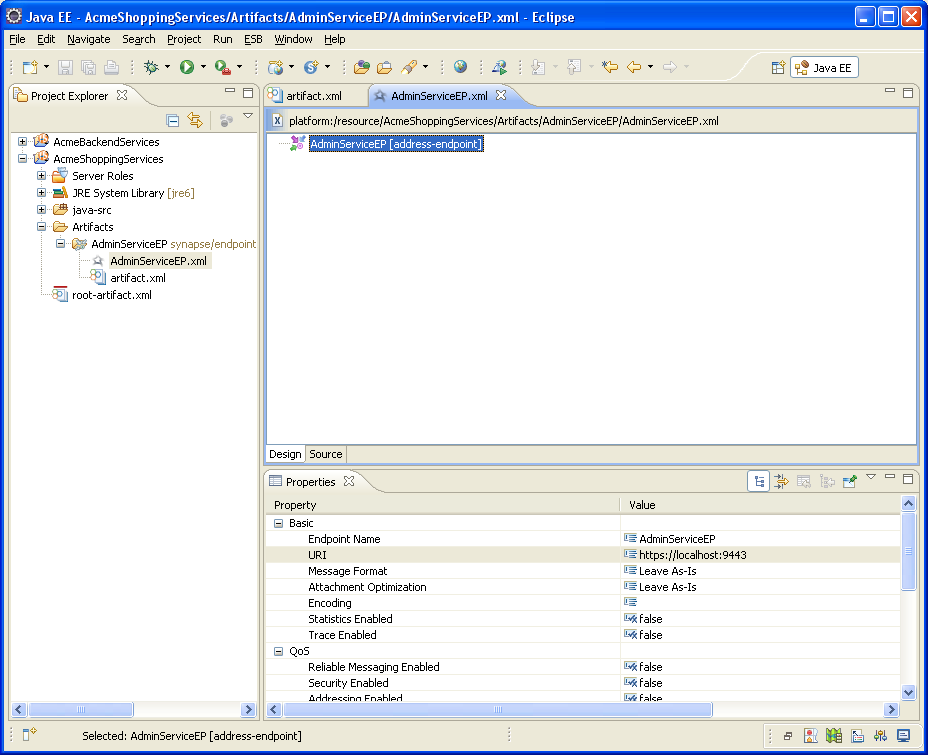 Java EE - AcmeShoppingServices/Artifacts/AdminServiceEP/AdminServiceEP.xml - Eclipse
File Edit Navigate Search Project Run ESB Window Help
Java EE
Project Explorer
AcmeBackendServices
AcmeShoppingServices
Server Roles
JRE System Library [jre6]
java-src
Artifacts
AdminServiceEP synapse/endpoint
AdminServiceEP.xml
artifact.xml
root-artifact.xml
artifact.xml AdminServiceEP.xml
platform:/resource/AcmeShoppingServices/Artifacts/AdminServiceEP/AdminServiceEP.xml
AdminServiceEP [address-endpoint]
Design Source
Properties
Property Value
Basic
Endpoint Name AdminServiceEP
URI https://localhost:9443
Message Format Leave As-Is
Attachment Optimization Leave As-Is
Encoding
Statistics Enabled false
Trace Enabled false
QoS
Reliable Messaging Enabled false
Security Enabled false
Addressing Enabled false
Selected: AdminServiceEP [address-endpoint]